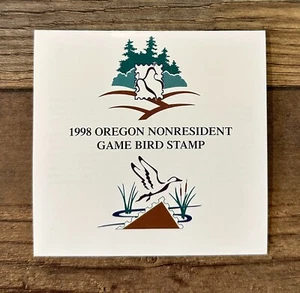 1998 OREGON NONRESIDENT
GAME BIRD STAMP